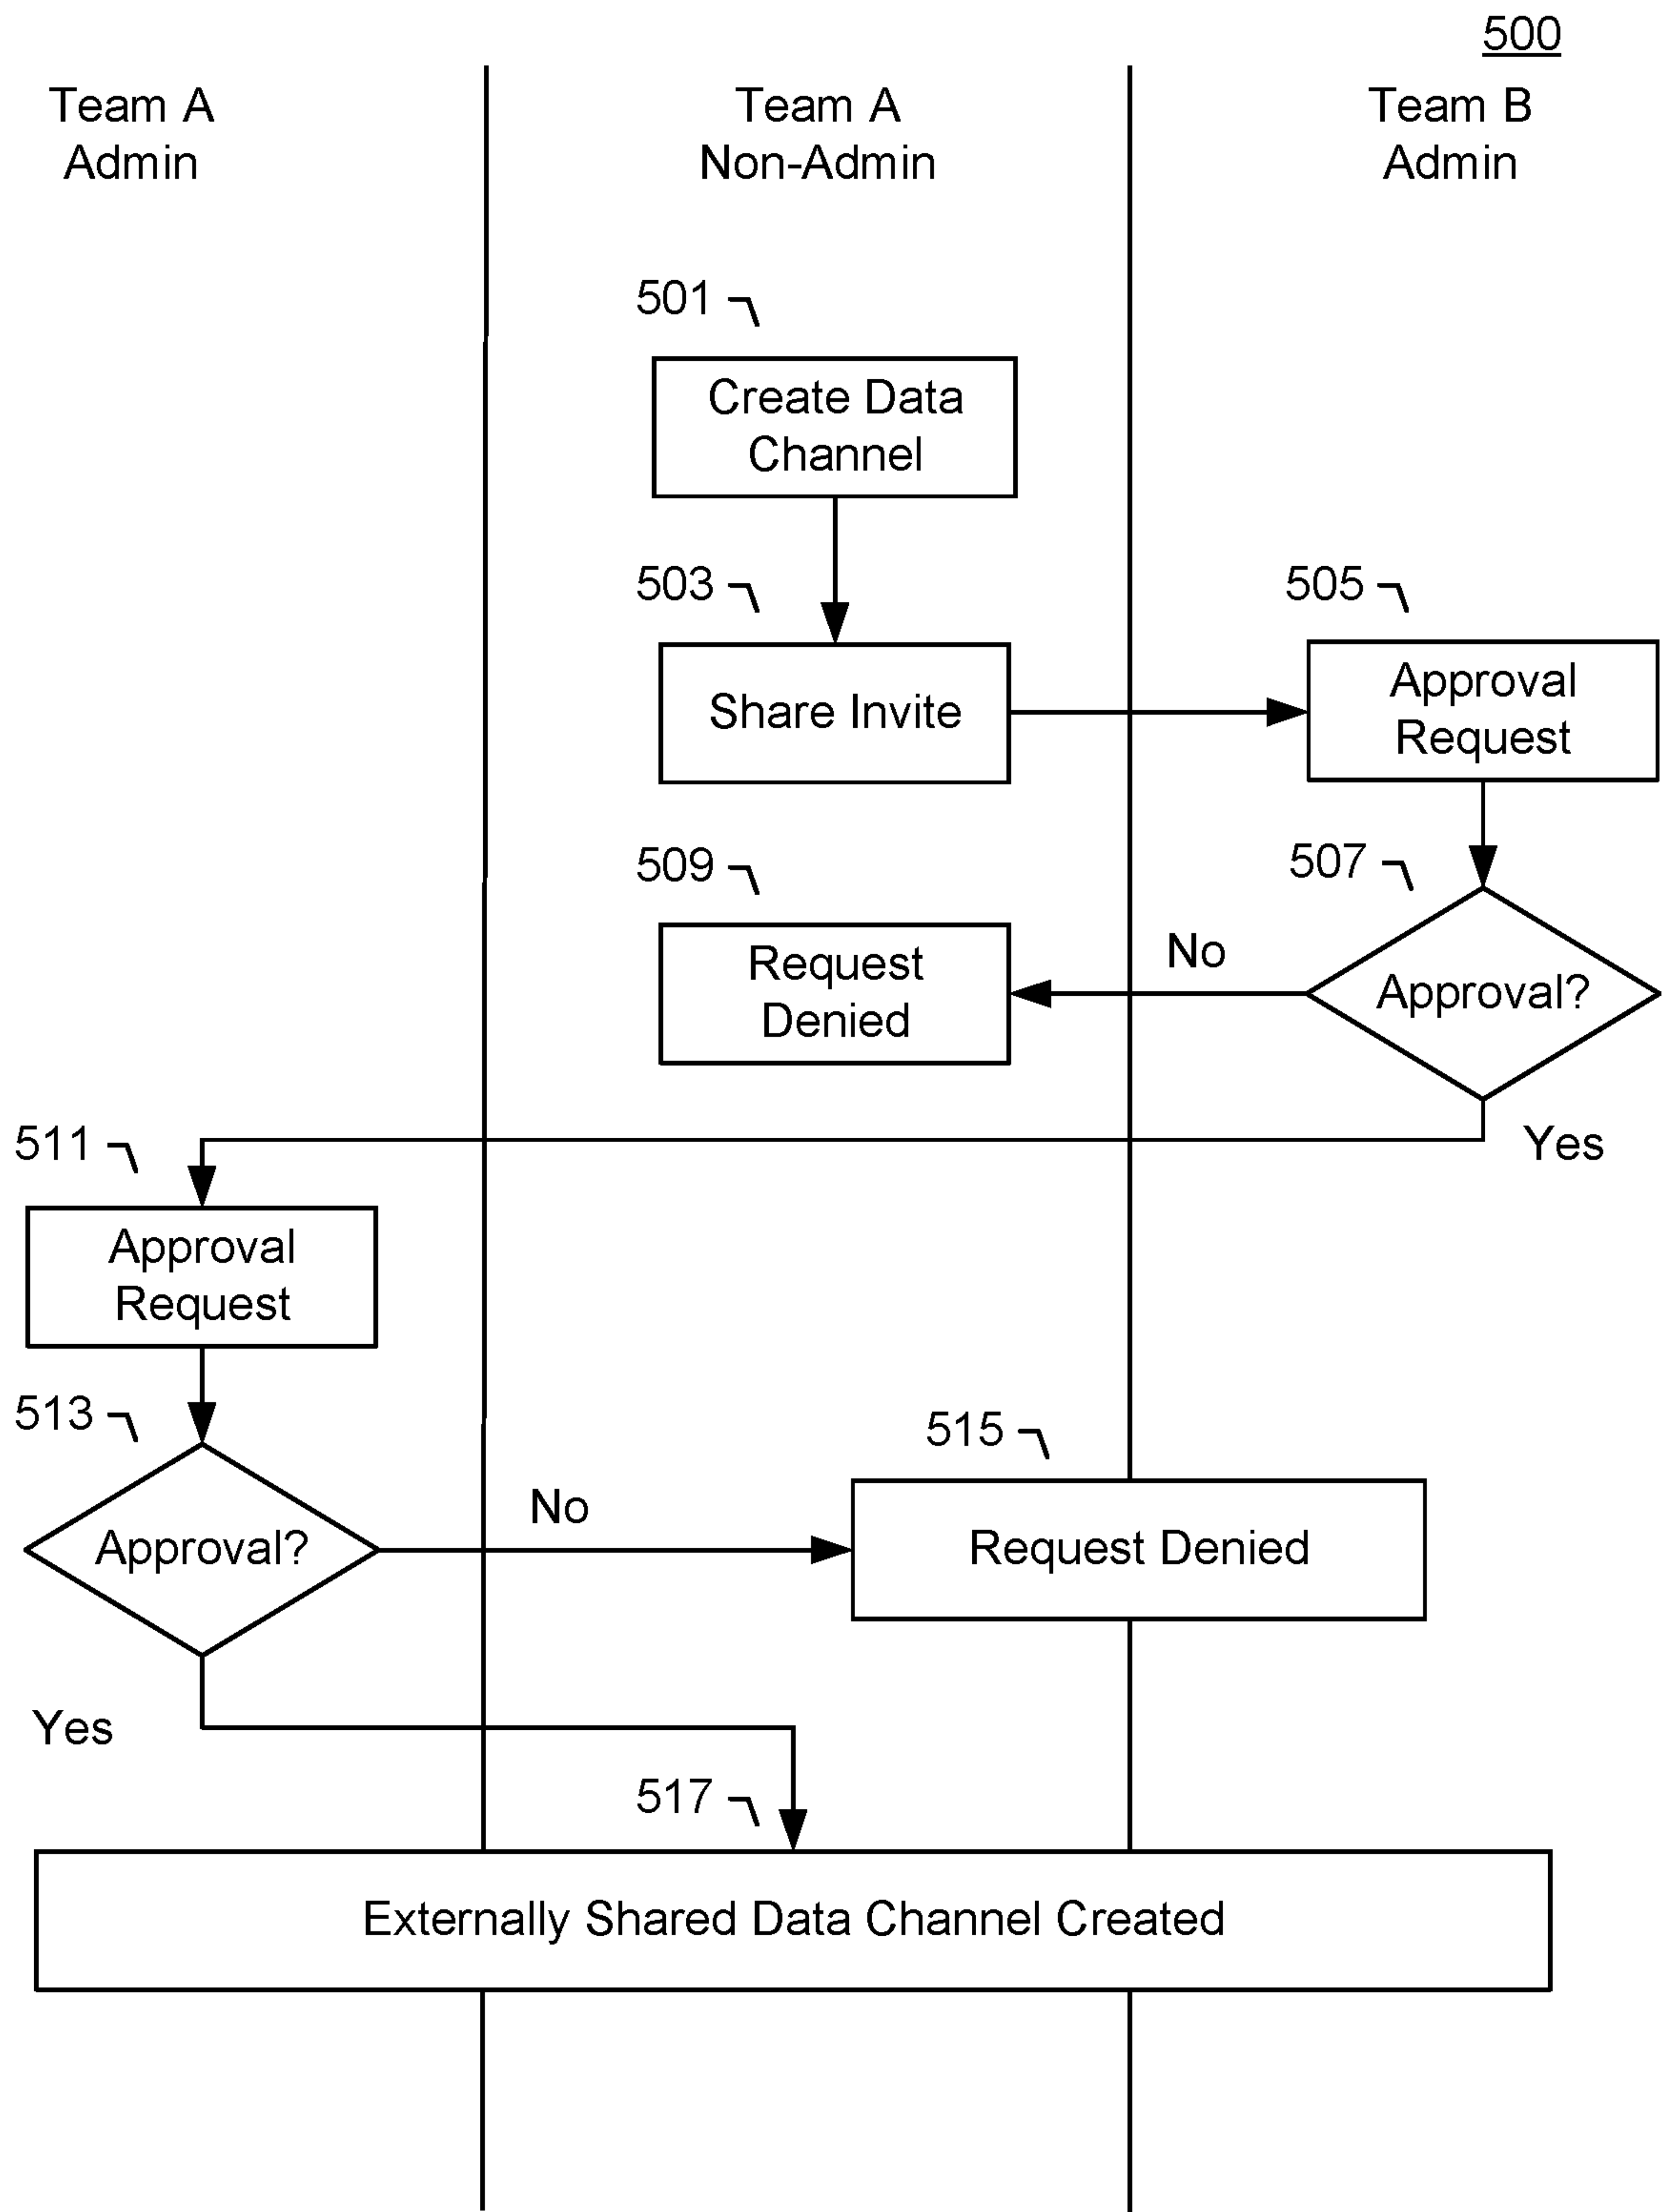 500
Team A
Admin
Team A
Non-Admin
Team B
Admin
501
Create Data
Channel
503
Share Invite
505
Approval
Request
507
Approval?
No
509
Request
Denied
Yes
511
Approval
Request
513
Approval?
No
515
Request Denied
Yes
517
Externally Shared Data Channel Created